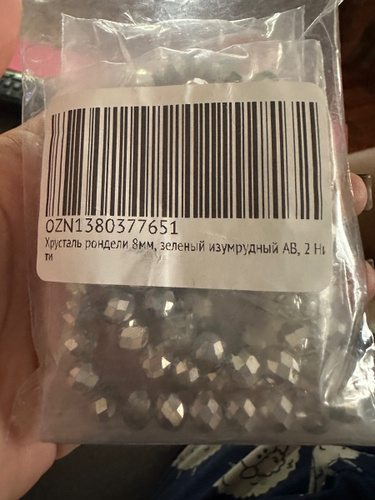 OZN1380377651
Хрусталь рондели 8мм, зеленый изумрудный AB, 2 Ни
ти